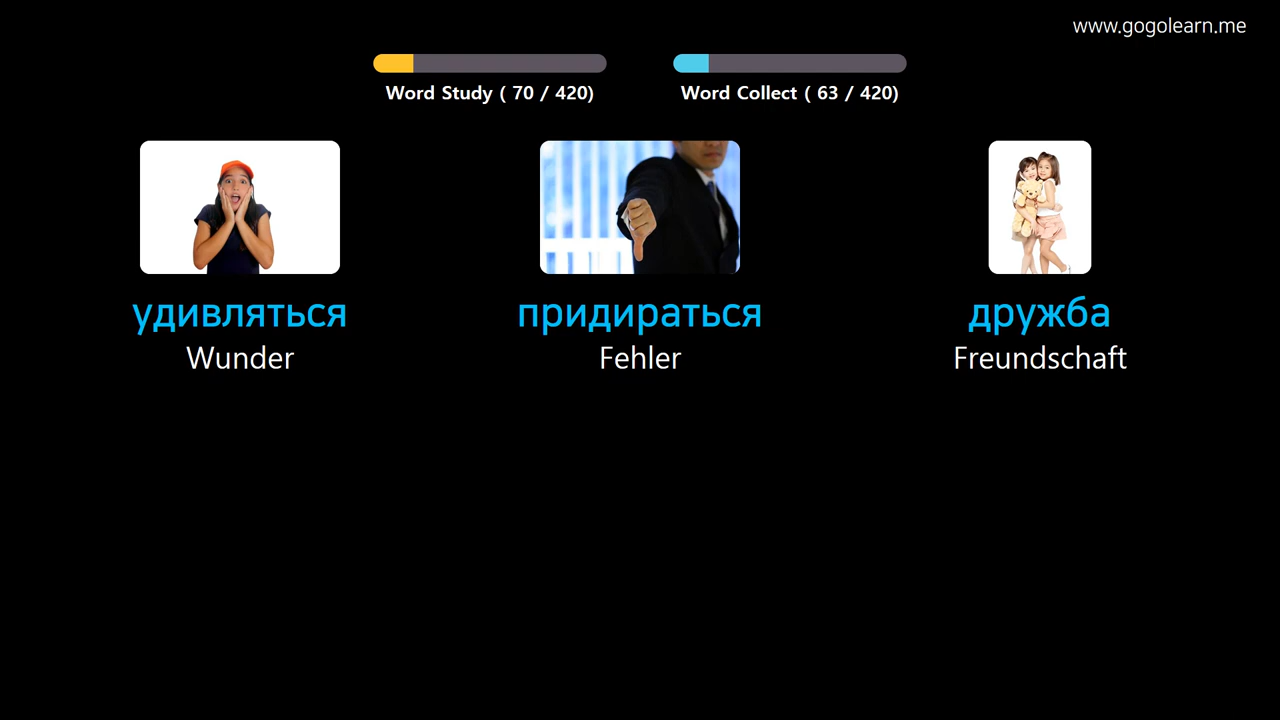 www.gogolearn.me
Word Study ( 70 / 420)
Word Collect ( 63 / 420)
удивляться
придираться
дружба
Wunder
Fehler
Freundschaft